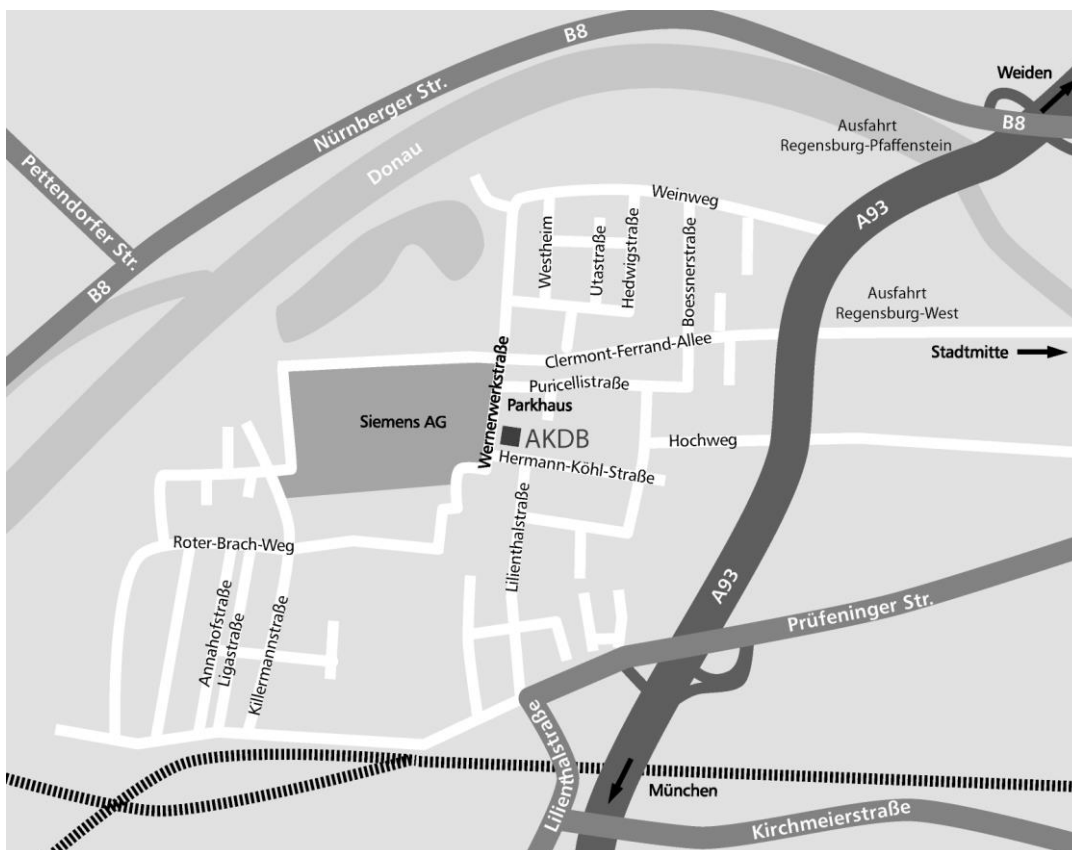 B8
Nürnberger Str.
Weiden
B8
Ausfahrt
Regensburg-Pfaffenstein
Donau
Pettendorfer Str.
Weinweg
A93
Westheim
Utastraße
Hedwigstraße
Boessnerstraße
B8
Ausfahrt
Regensburg-West
Clermont-Ferrand-Allee
Stadtmitte
Wernerwerkstraße
Puricellistraße
Parkhaus
Siemens AG
AKDB
Hochweg
Hermann-Köhl-Straße
Lilienthalstraße
Roter-Brach-Weg
A93
Annahofstraße
Ligastraße
Killermannstraße
Prüfeninger Str.
Lilienthalstraße
München
Kirchmeierstraße